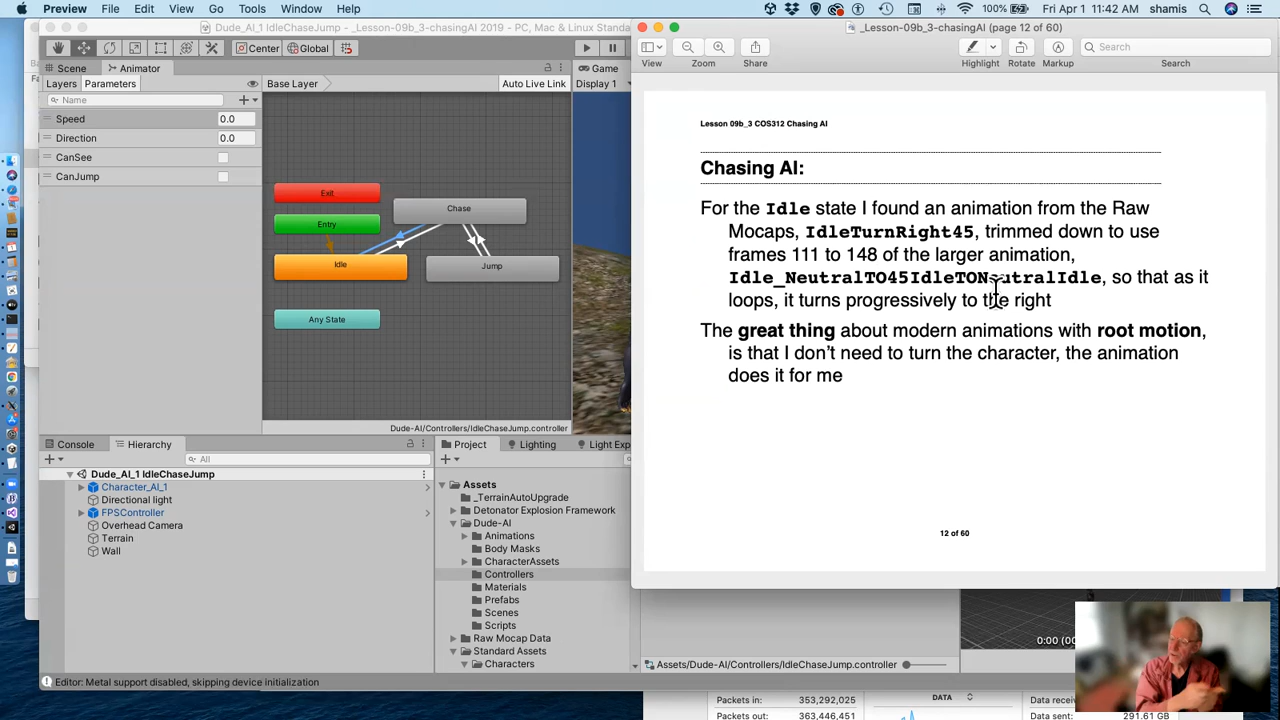 Preview File Edit View Go Tools Window Help
100% Fri Apr 9 11:42 AM shamis
Dude_AI_1 IdleChaseJump - _Lesson-09b_3-chasingAI 2019 - PC, Mac & Linux Standa
_Lesson-09b_3-chasingAI (page 12 of 60)
Center Global
View Zoom Share Highlight Rotate Markup Search
Search
Scene Animator Game
Layers Parameters Base Layer Auto Live Link Display 1
Name
Speed 0.0
Direction 0.0
CanSee
CanJump
Exit
Entry
Idle
Any State
Chase
Jump
Dude-AI/Controllers/IdleChaseJump.controller
Console Hierarchy
All
Dude_AI_1 IdleChaseJump
Character_AI_1
Directional light
FPSController
Overhead Camera
Terrain
Wall
Project Lighting Light Exp
Assets
_TerrainAutoUpgrade
Detonator Explosion Framework
Dude-AI
Animations
Body Masks
CharacterAssets
Controllers
Materials
Prefabs
Scenes
Scripts
Raw Mocap Data
Standard Assets
Characters
Lesson 09b_3 COS312 Chasing AI
Chasing AI:
For the Idle state I found an animation from the Raw
Mocaps, IdleTurnRight45, trimmed down to use
frames 111 to 148 of the larger animation,
Idle_NeutralTO45IdleTONeutralIdle, so that as it
loops, it turns progressively to the right
The great thing about modern animations with root motion,
is that I don't need to turn the character, the animation
does it for me
12 of 60
Assets/Dude-AI/Controllers/IdleChaseJump.controller
Editor: Metal support disabled, skipping device initialization
Packets in: 353,292,025 DATA
Packets out: 363,446,451